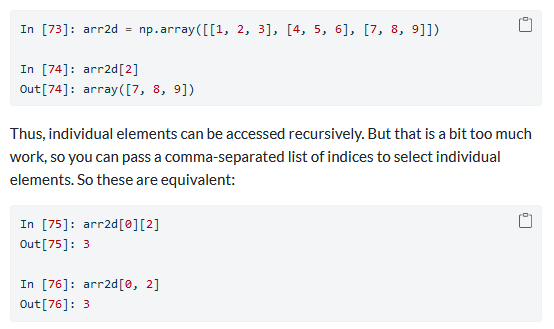 In [73]: arr2d = np.array([[1, 2, 3], [4, 5, 6], [7, 8, 9]])
In [74]: arr2d[2]
Out[74]: array([7, 8, 9])
Thus, individual elements can be accessed recursively. But that is a bit too much
work, so you can pass a comma-separated list of indices to select individual
elements. So these are equivalent:
In [75]: arr2d[0][2]
Out[75]: 3
In [76]: arr2d[0, 2]
Out[76]: 3